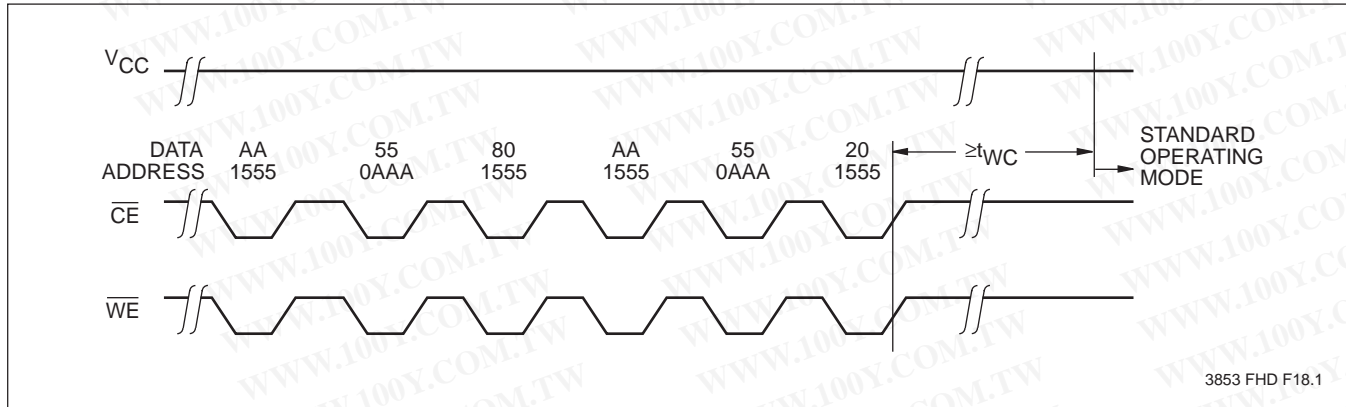 VCC
DATA AA 55 80 AA 55 20
ADDRESS 1555 0AAA 1555 1555 0AAA 1555
≥tWC
STANDARD
OPERATING
MODE
CE
WE
3853 FHD F18.1
WWW.100Y.COM.TW